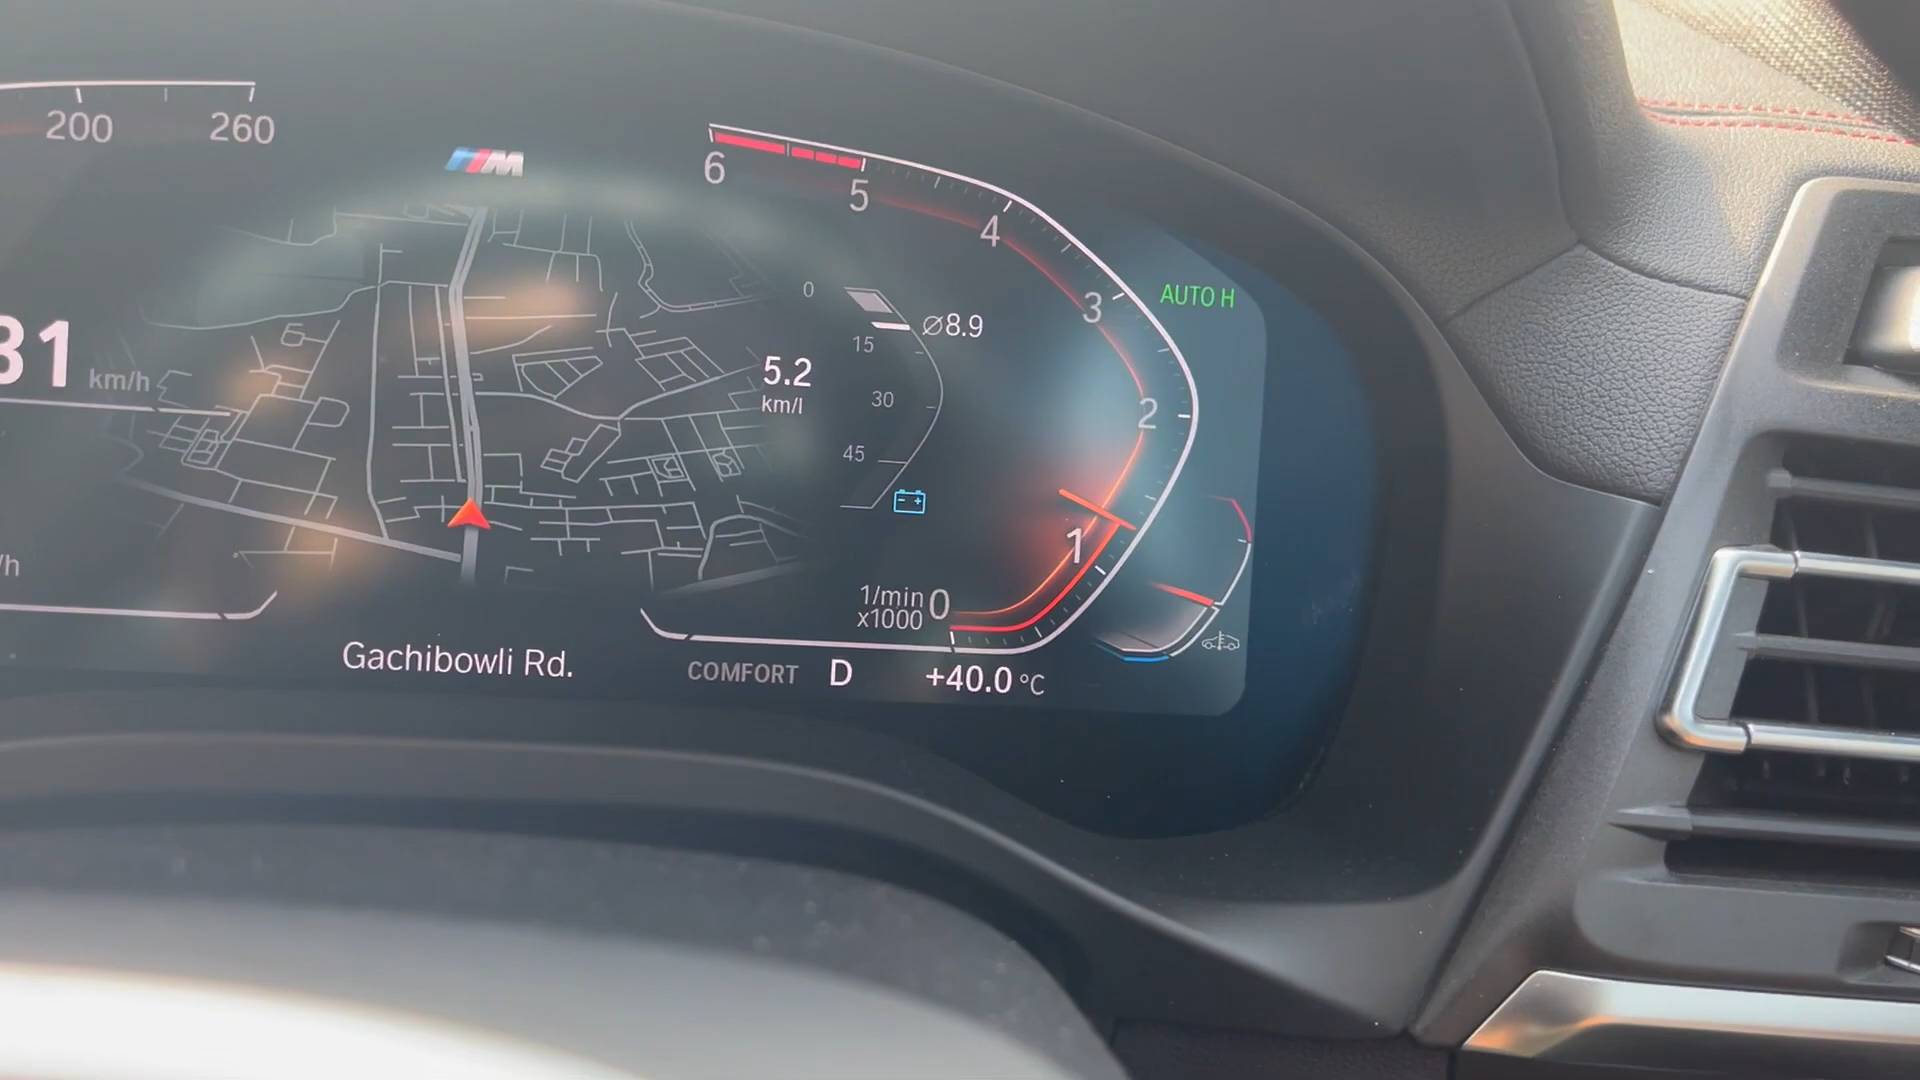 200
260
M
6
5
4
3
2
1
0
1/min
x1000
AUTO H
31
km/h
0
15
30
45
Ø8.9
5.2
km/l
/h
Gachibowli Rd.
COMFORT
D
+40.0 °C